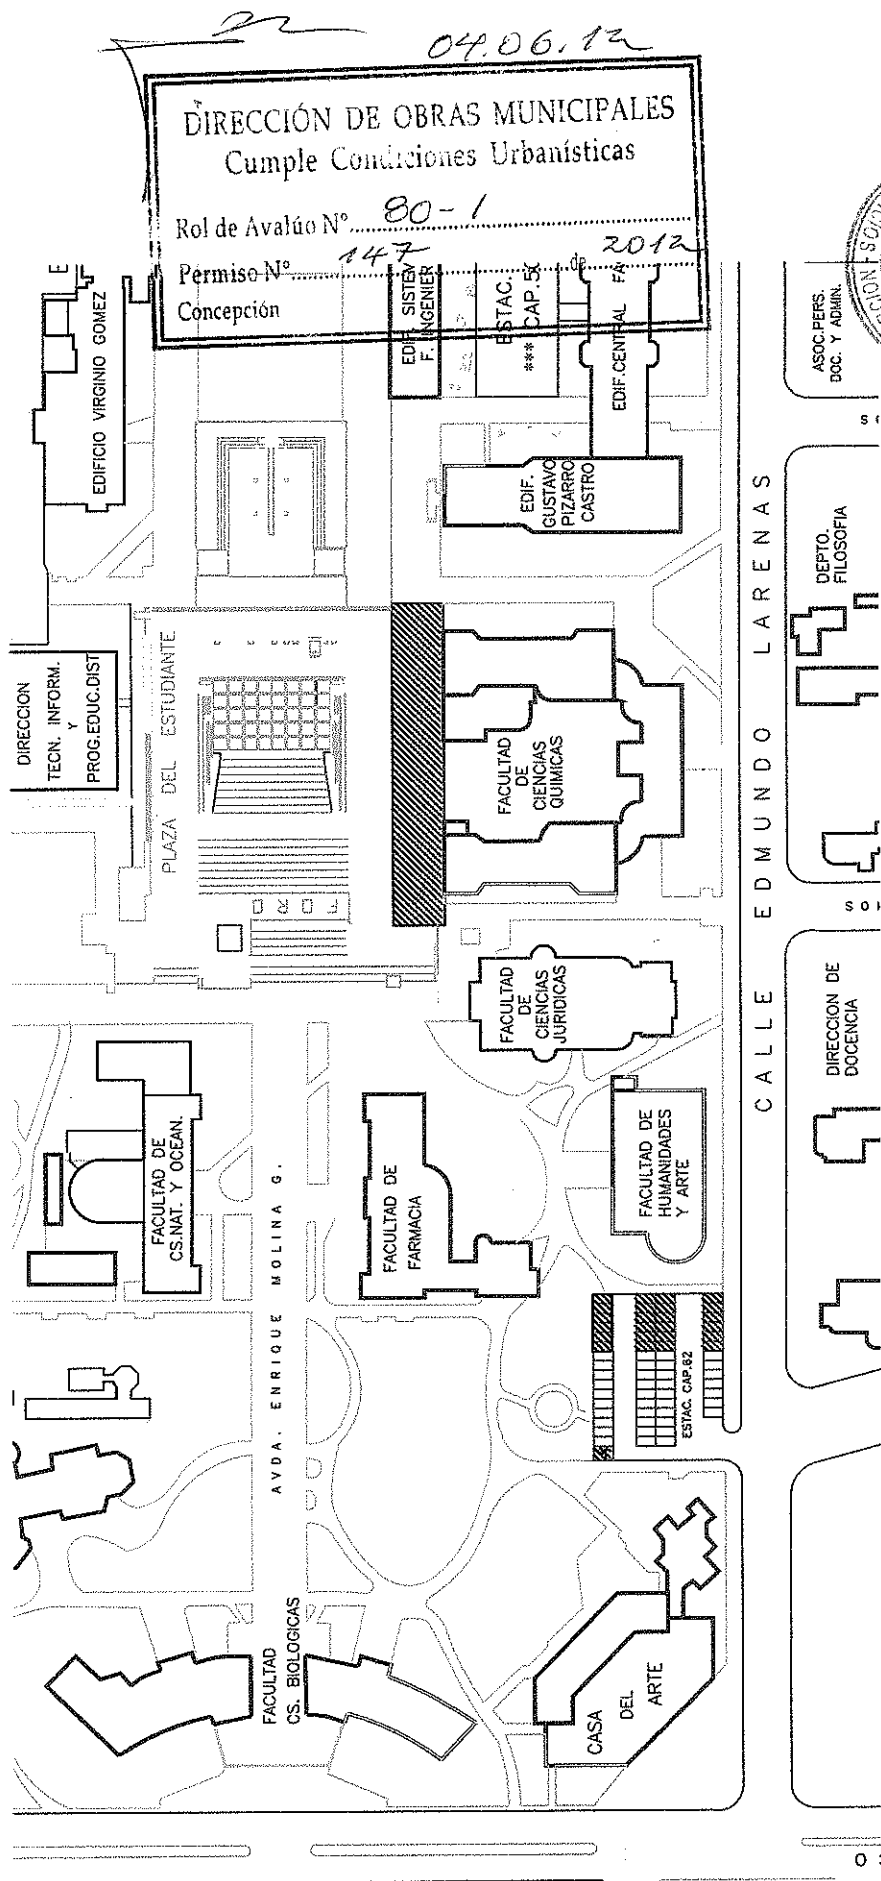 04.06.12
DIRECCIÓN DE OBRAS MUNICIPALES
Cumple Condiciones Urbanísticas
Rol de Avalúo N° 80-1
Permiso N° 147 de 2012
Concepción
EDIFICIO VIRGINIO GOMEZ
EDIF. SISTEM
F. INGENIER
ESTAC.
*** CAP.50
EDIF.CENTRAL FA
ASOC.PERS.
DOC. Y ADMIN.
EDIF.
GUSTAVO
PIZARRO
CASTRO
DEPTO.
FILOSOFIA
DIRECCION
TECN. INFORM.
Y
PROG.EDUC.DIST
PLAZA DEL ESTUDIANTE
FORO
FACULTAD
DE
CIENCIAS
QUIMICAS
CALLE EDMUNDO LARENAS
FACULTAD
DE
CIENCIAS
JURIDICAS
DIRECCION DE
DOCENCIA
FACULTAD DE
CS.NAT. Y OCEAN.
AVDA. ENRIQUE MOLINA G.
FACULTAD DE
FARMACIA
FACULTAD DE
HUMANIDADES
Y ARTE
ESTAC. CAP.62
FACULTAD
CS. BIOLOGICAS
CASA
DEL
ARTE